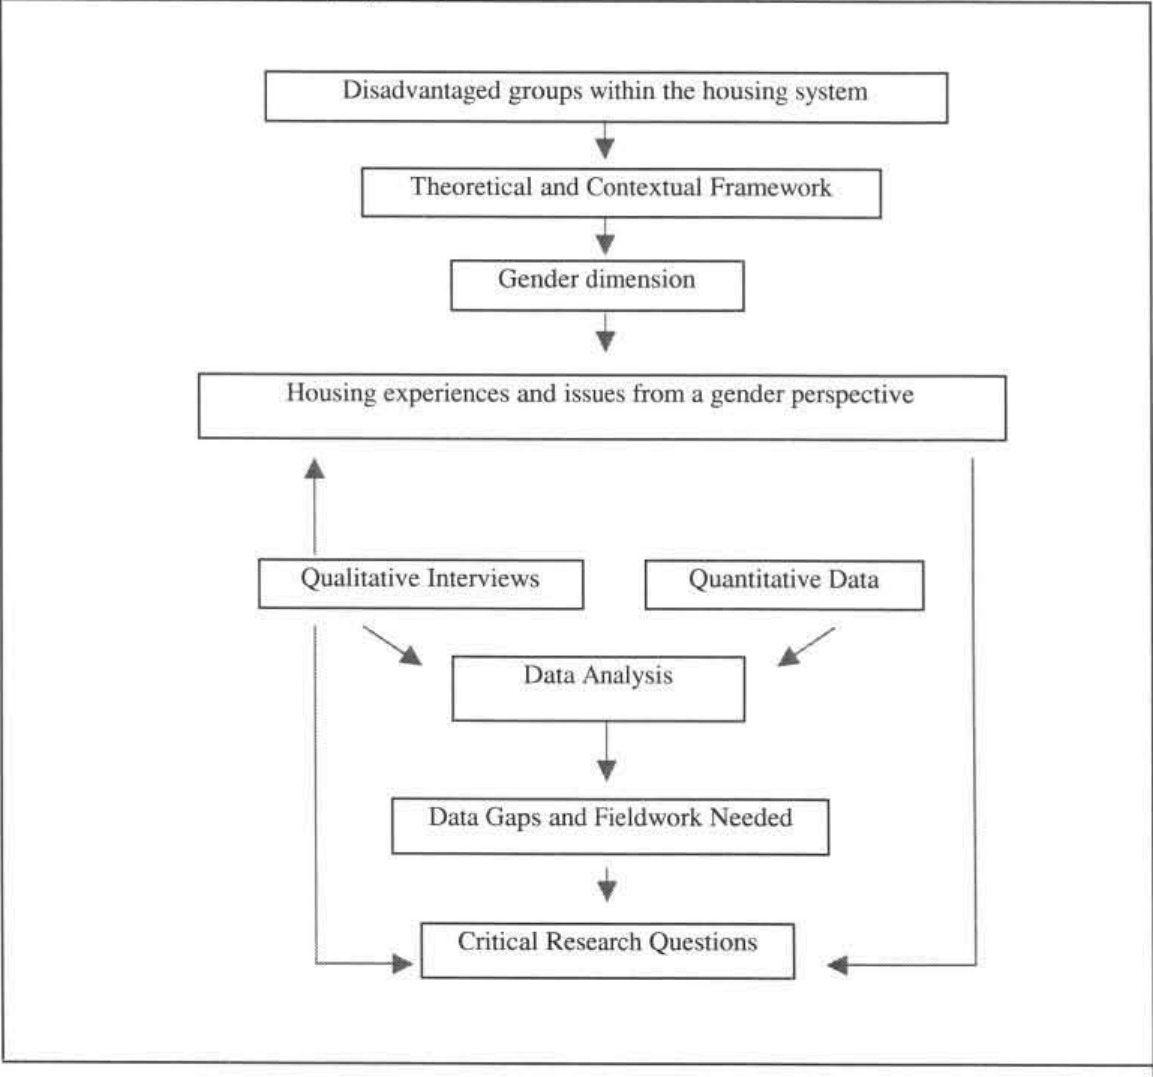 Disadvantaged groups within the housing system
Theoretical and Contextual Framework
Gender dimension
Housing experiences and issues from a gender perspective
Qualitative Interviews
Quantitative Data
Data Analysis
Data Gaps and Fieldwork Needed
Critical Research Questions